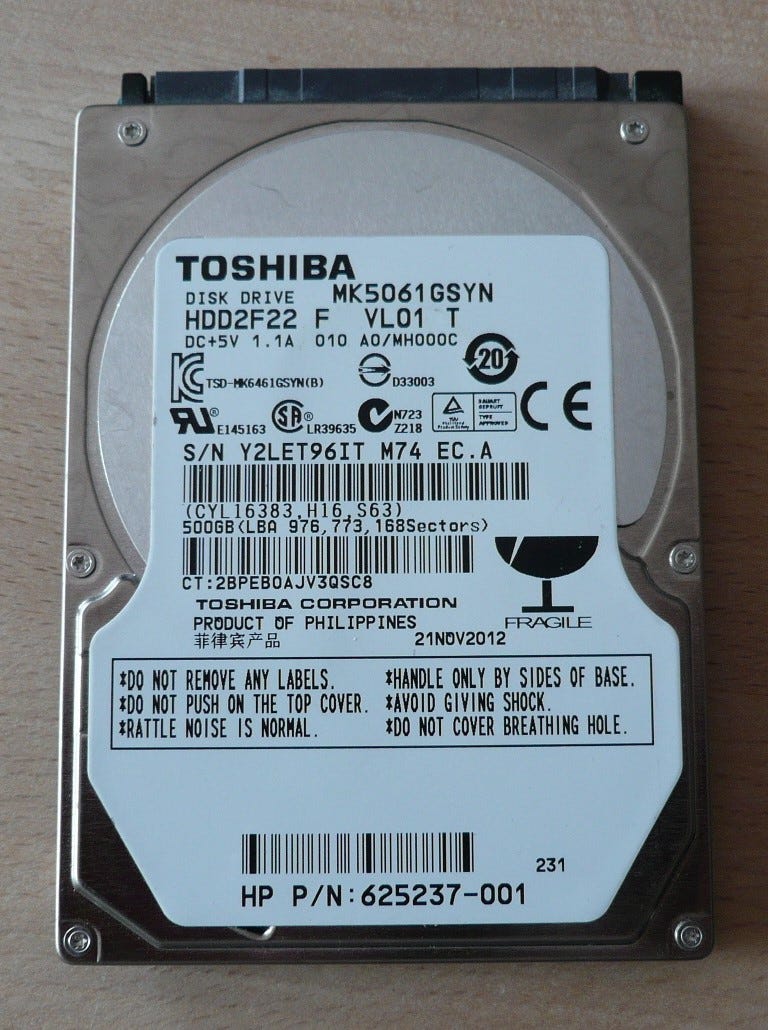 TOSHIBA
DISK DRIVE MK5061GSYN
HDD2F22 F VL01 T
DC+5V 1.1A 010 A0/MH000C
20
TSD-MK6461GSYN(B) D33003
E145163 LR39635 N723 Z218
CE
S/N Y2LET96IT M74 EC.A
(CYL16383,H16,S63)
500GB(LBA 976,773,168Sectors)
CT:2BPEB0AJV3QSC8
TOSHIBA CORPORATION
PRODUCT OF PHILIPPINES
FRAGILE
菲律宾产品 21NOV2012
*DO NOT REMOVE ANY LABELS. *HANDLE ONLY BY SIDES OF BASE.
*DO NOT PUSH ON THE TOP COVER. *AVOID GIVING SHOCK.
*RATTLE NOISE IS NORMAL. *DO NOT COVER BREATHING HOLE.
231
HP P/N:625237-001